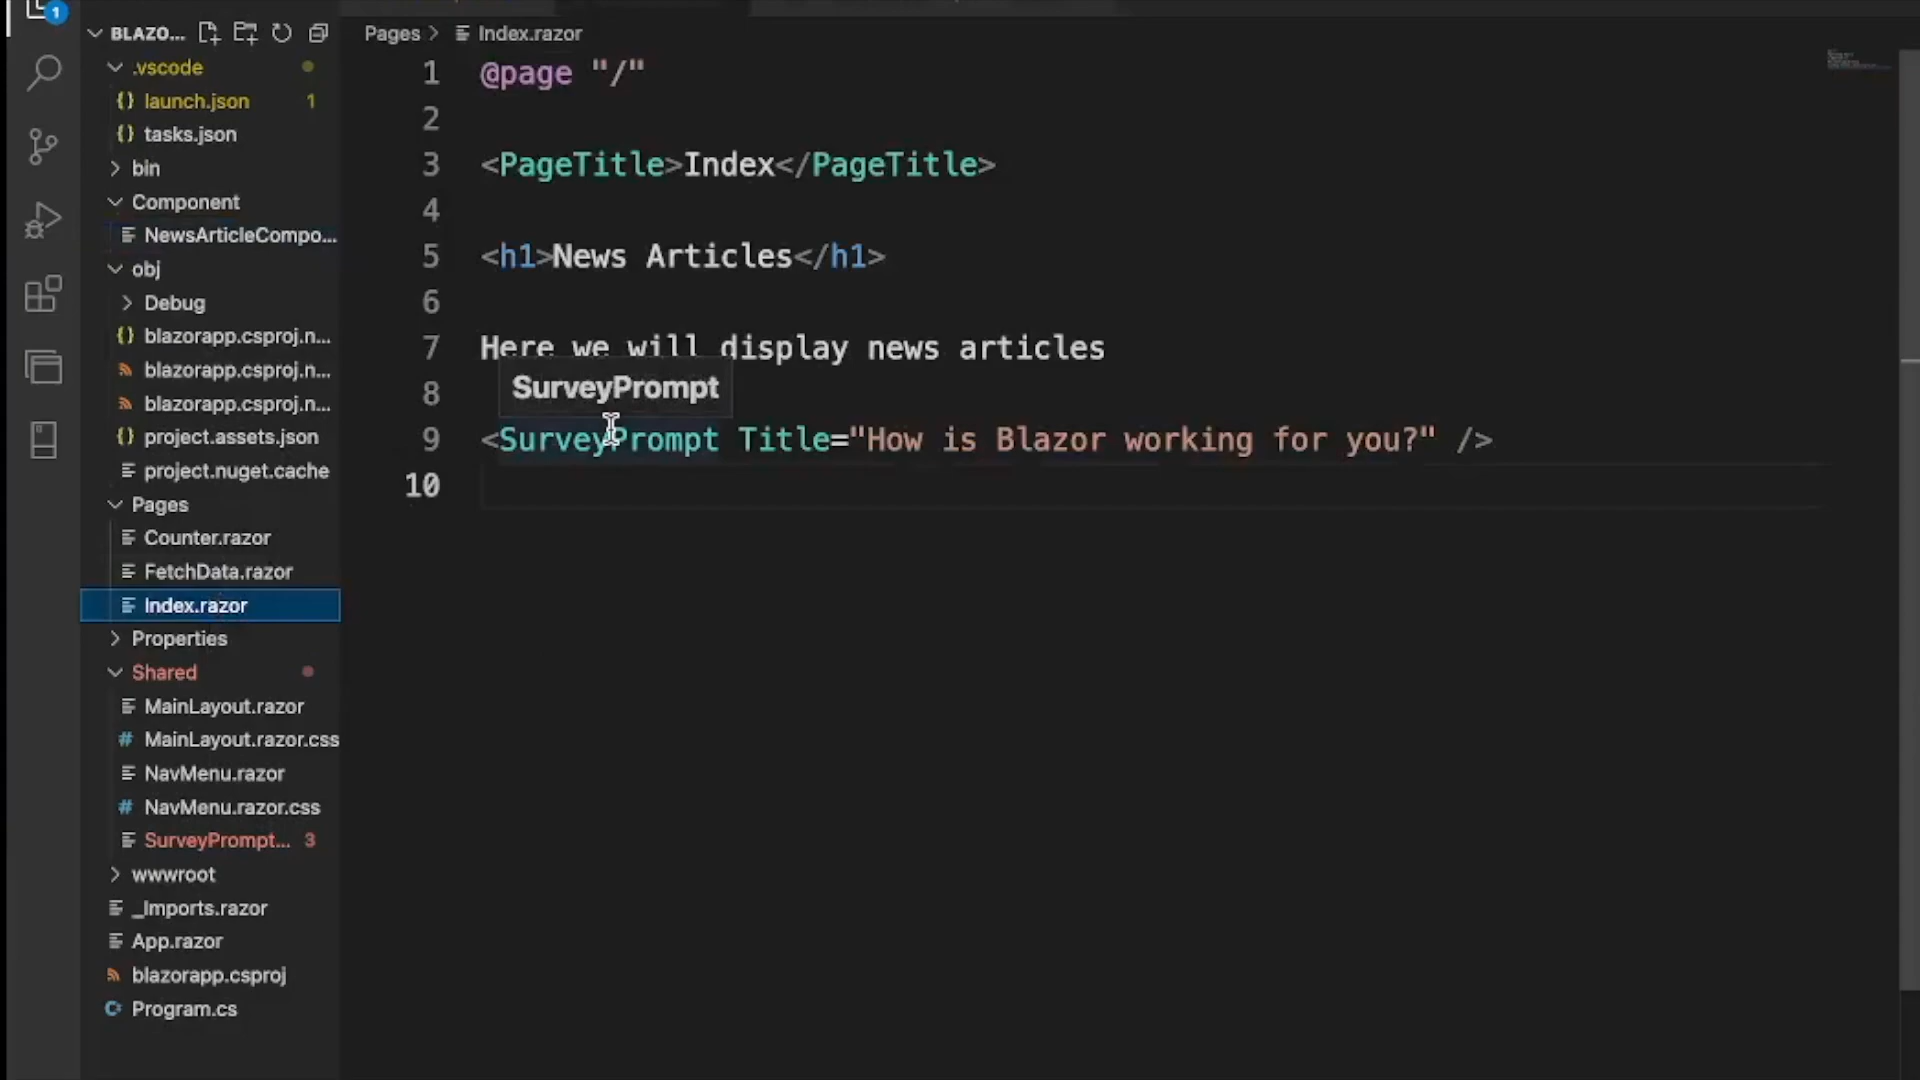 1
BLAZO...
.vscode
launch.json 1
tasks.json
bin
Component
NewsArticleCompo...
obj
Debug
blazorapp.csproj.n...
blazorapp.csproj.n...
blazorapp.csproj.n...
project.assets.json
project.nuget.cache
Pages
Counter.razor
FetchData.razor
Index.razor
Properties
Shared
MainLayout.razor
MainLayout.razor.css
NavMenu.razor
NavMenu.razor.css
SurveyPrompt... 3
wwwroot
_Imports.razor
App.razor
blazorapp.csproj
Program.cs
Pages > Index.razor
1 @page "/"
2
3 <PageTitle>Index</PageTitle>
4
5 <h1>News Articles</h1>
6
7 Here we will display news articles
SurveyPrompt
8
9 <SurveyPrompt Title="How is Blazor working for you?" />
10